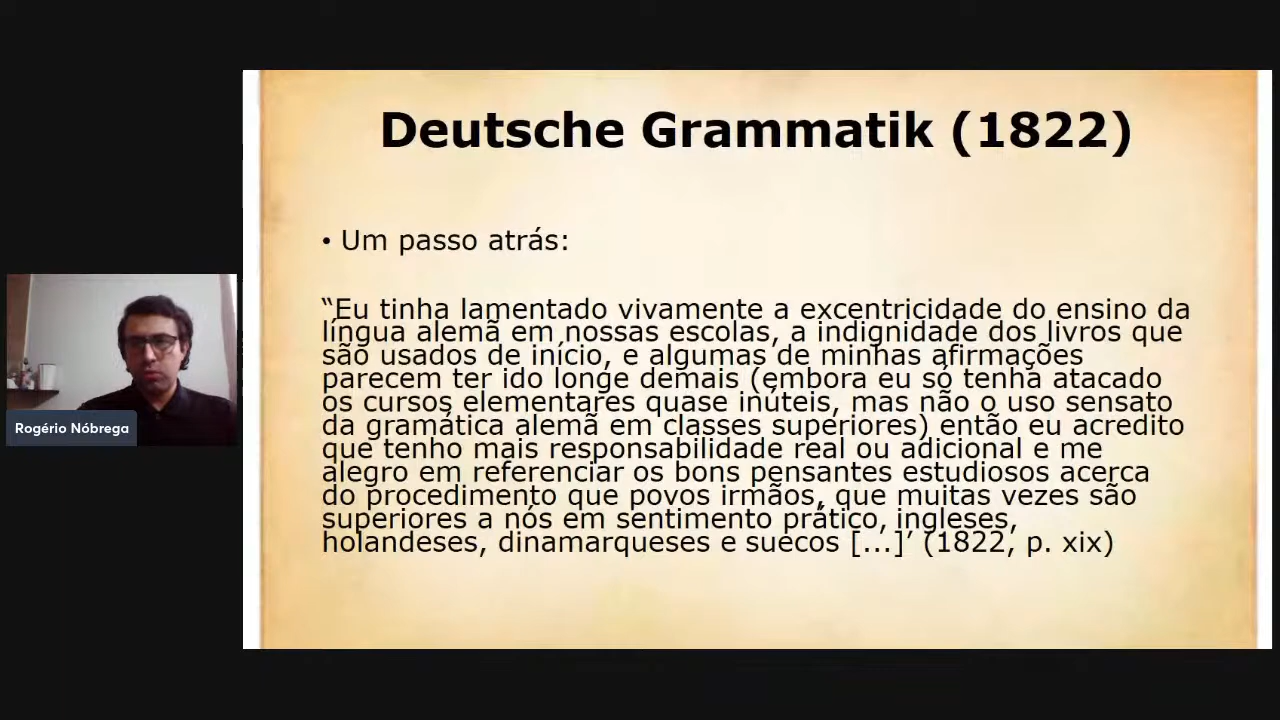 Deutsche Grammatik (1822)
• Um passo atrás:
“Eu tinha lamentado vivamente a excentricidade do ensino da
língua alemã em nossas escolas, a indignidade dos livros que
são usados de início, e algumas de minhas afirmações
parecem ter ido longe demais (embora eu só tenha atacado
os cursos elementares quase inúteis, mas não o uso sensato
da gramática alemã em classes superiores) então eu acredito
que tenho mais responsabilidade real ou adicional e me
alegro em referenciar os bons pensantes estudiosos acerca
do procedimento que povos irmãos, que muitas vezes são
superiores a nós em sentimento prático, ingleses,
holandeses, dinamarqueses e suecos [...]’ (1822, p. xix)
Rogério Nóbrega